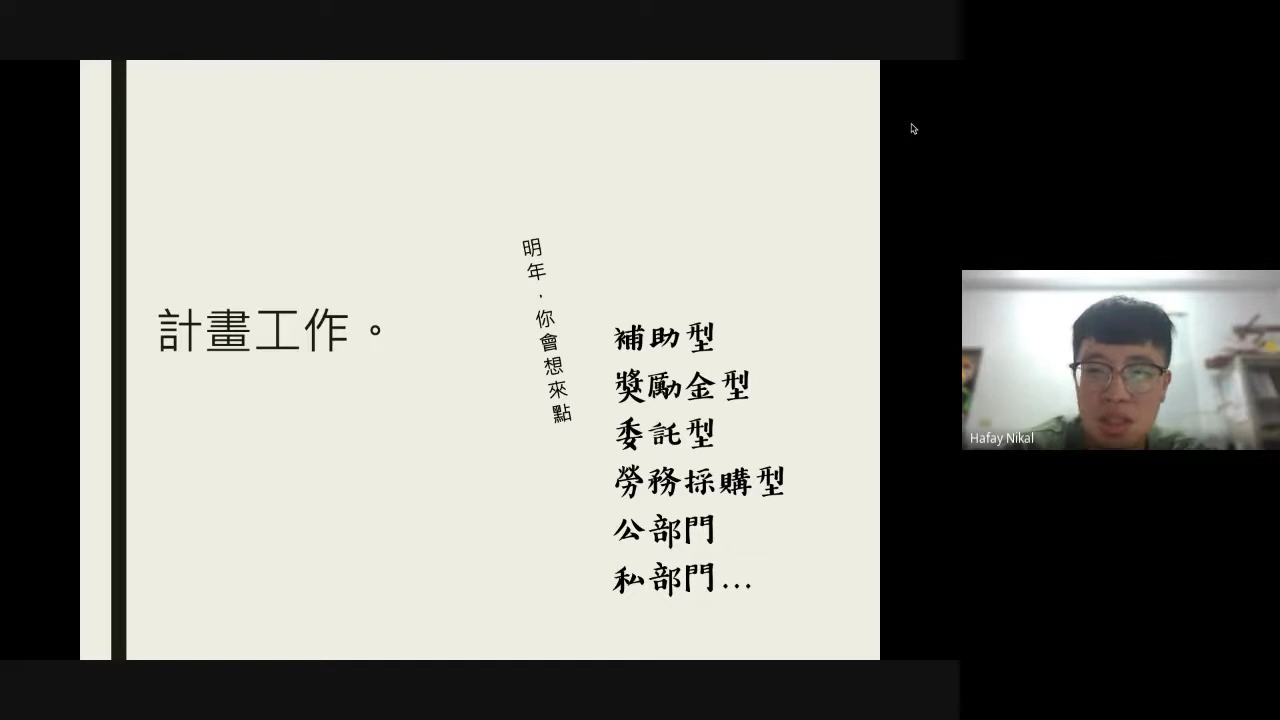 計畫工作。
明年，你會想來點
補助型
獎勵金型
委託型
勞務採購型
公部門
私部門…
Hafay Nikal